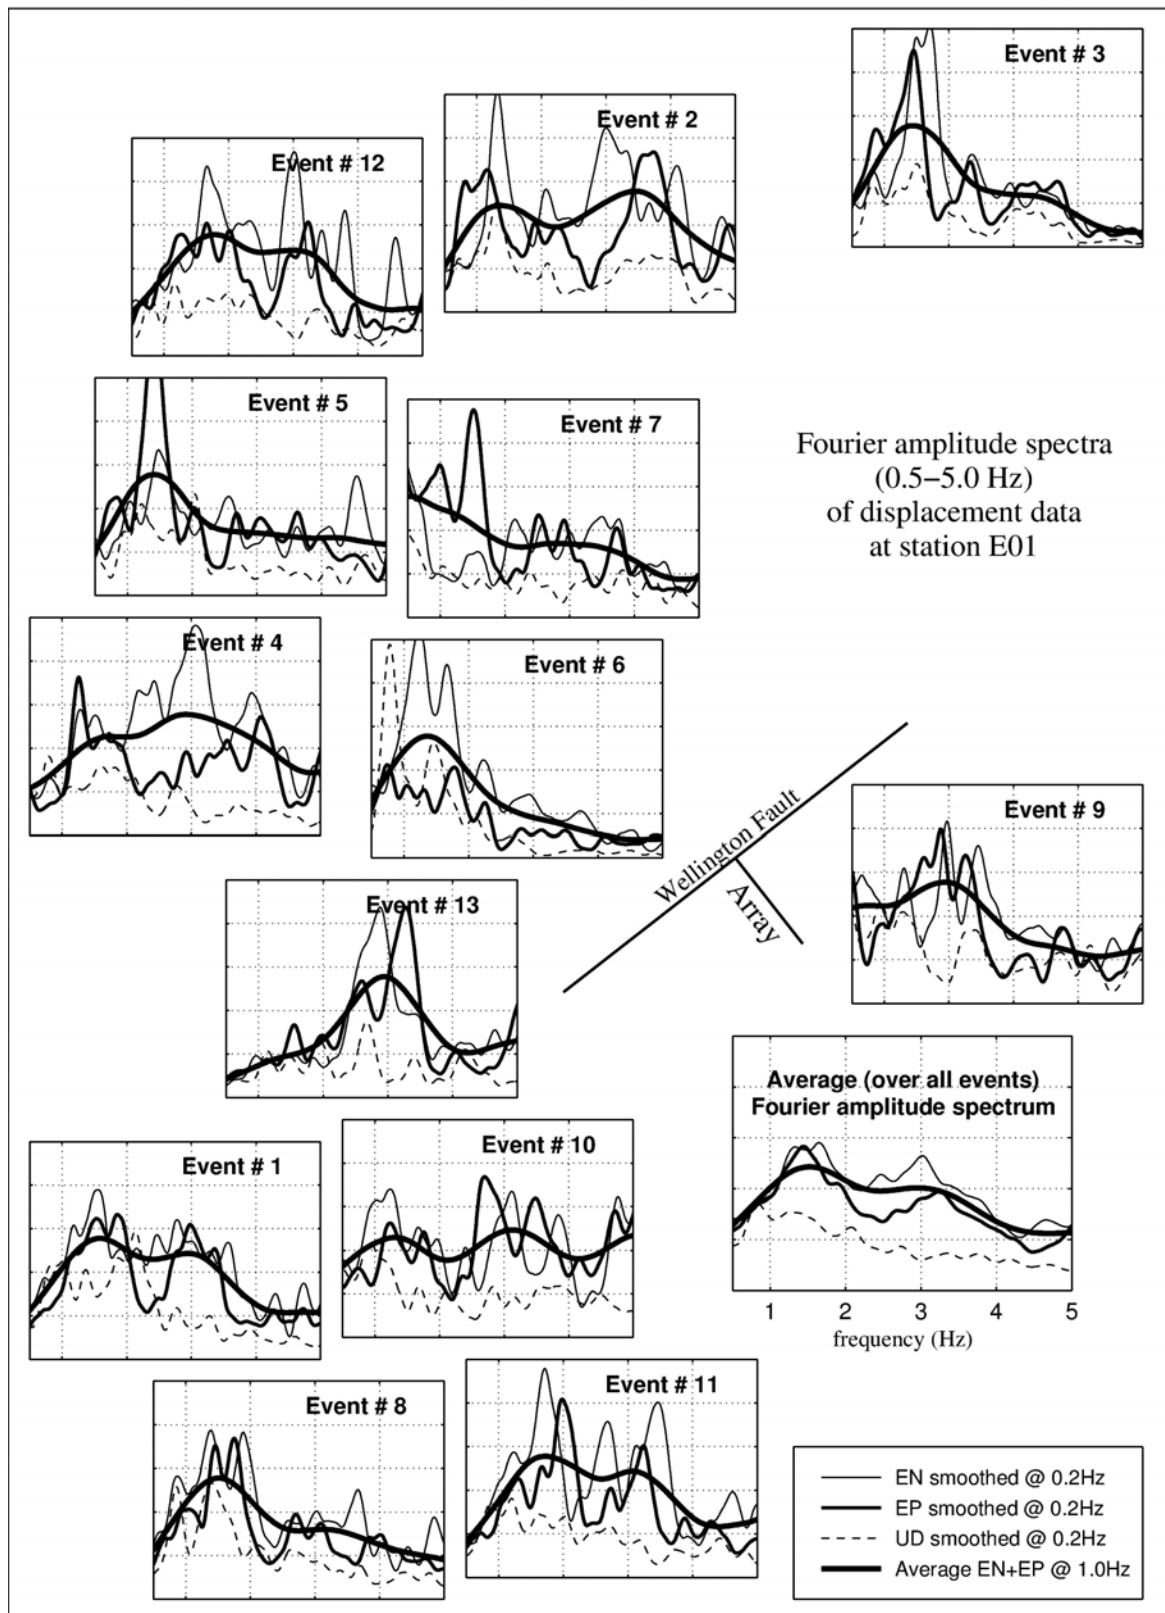 Event # 3
Event # 2
Event # 12
Event # 5
Event # 7
Fourier amplitude spectra
(0.5−5.0 Hz)
of displacement data
at station E01
Event # 4
Event # 6
Wellington Fault
Array
Event # 9
Event # 13
Average (over all events)
Fourier amplitude spectrum
1 2 3 4 5
frequency (Hz)
Event # 1
Event # 10
Event # 8
Event # 11
EN smoothed @ 0.2Hz
EP smoothed @ 0.2Hz
UD smoothed @ 0.2Hz
Average EN+EP @ 1.0Hz